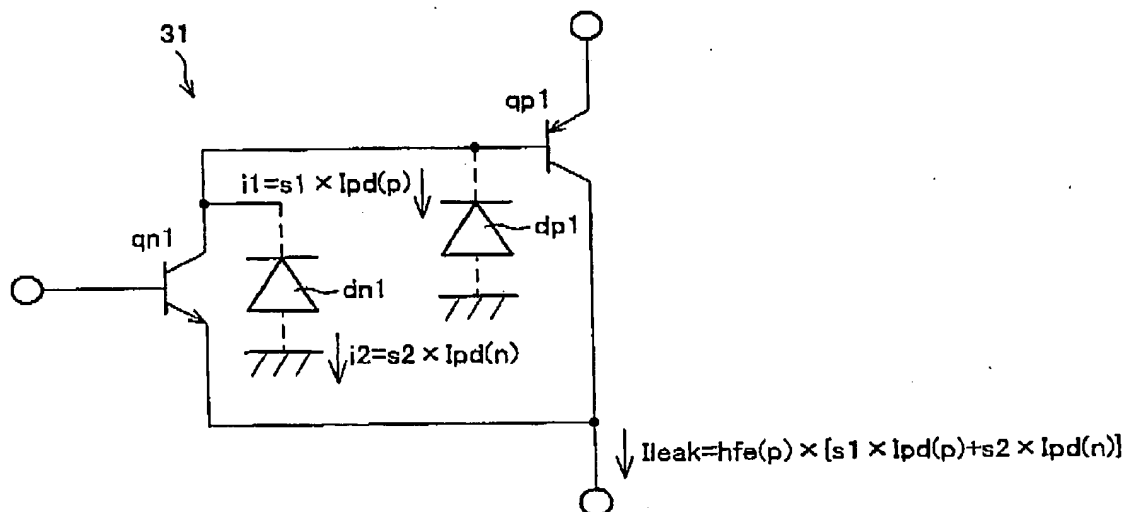 31
qp1
i1=s1×Ipd(p)
dp1
qn1
dn1
i2=s2×Ipd(n)
Ileak=hfe(p)×[s1×Ipd(p)+s2×Ipd(n)]